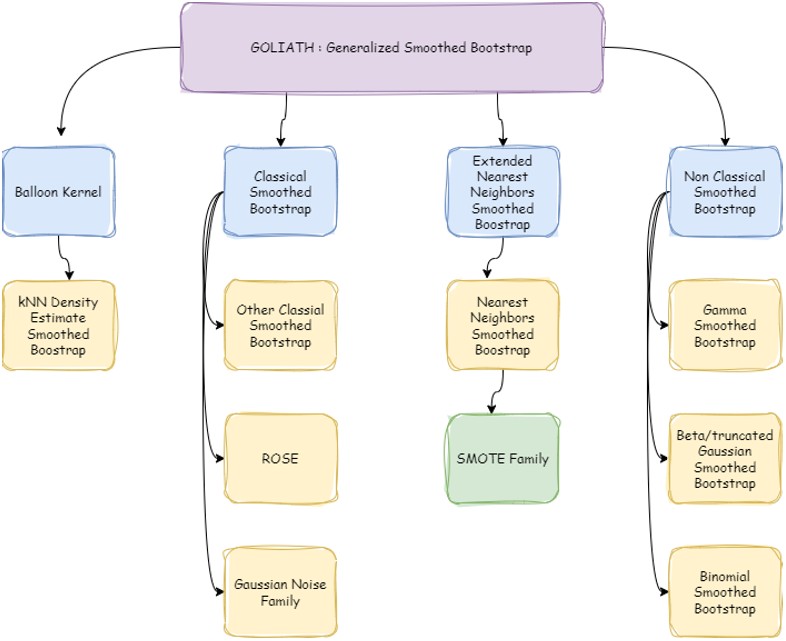 GOLIATH : Generalized Smoothed Bootstrap
Balloon Kernel
Classical
Smoothed
Bootstrap
Extended
Nearest
Neighbors
Smoothed
Boostrap
Non Classical
Smoothed
Bootstrap
kNN Density
Estimate
Smoothed
Boostrap
Other Classial
Smoothed
Bootstrap
Nearest
Neighbors
Smoothed
Boostrap
Gamma
Smoothed
Bootstrap
ROSE
SMOTE Family
Beta/truncated
Gaussian
Smoothed
Bootstrap
Gaussian Noise
Family
Binomial
Smoothed
Bootstrap